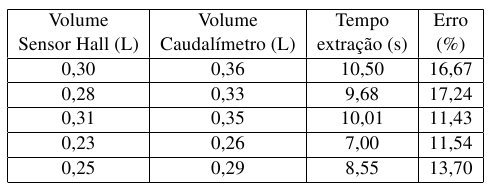 Volume Volume Tempo Erro
Sensor Hall (L) Caudalímetro (L) extração (s) (%)
0,30 0,36 10,50 16,67
0,28 0,33 9,68 17,24
0,31 0,35 10,01 11,43
0,23 0,26 7,00 11,54
0,25 0,29 8,55 13,70